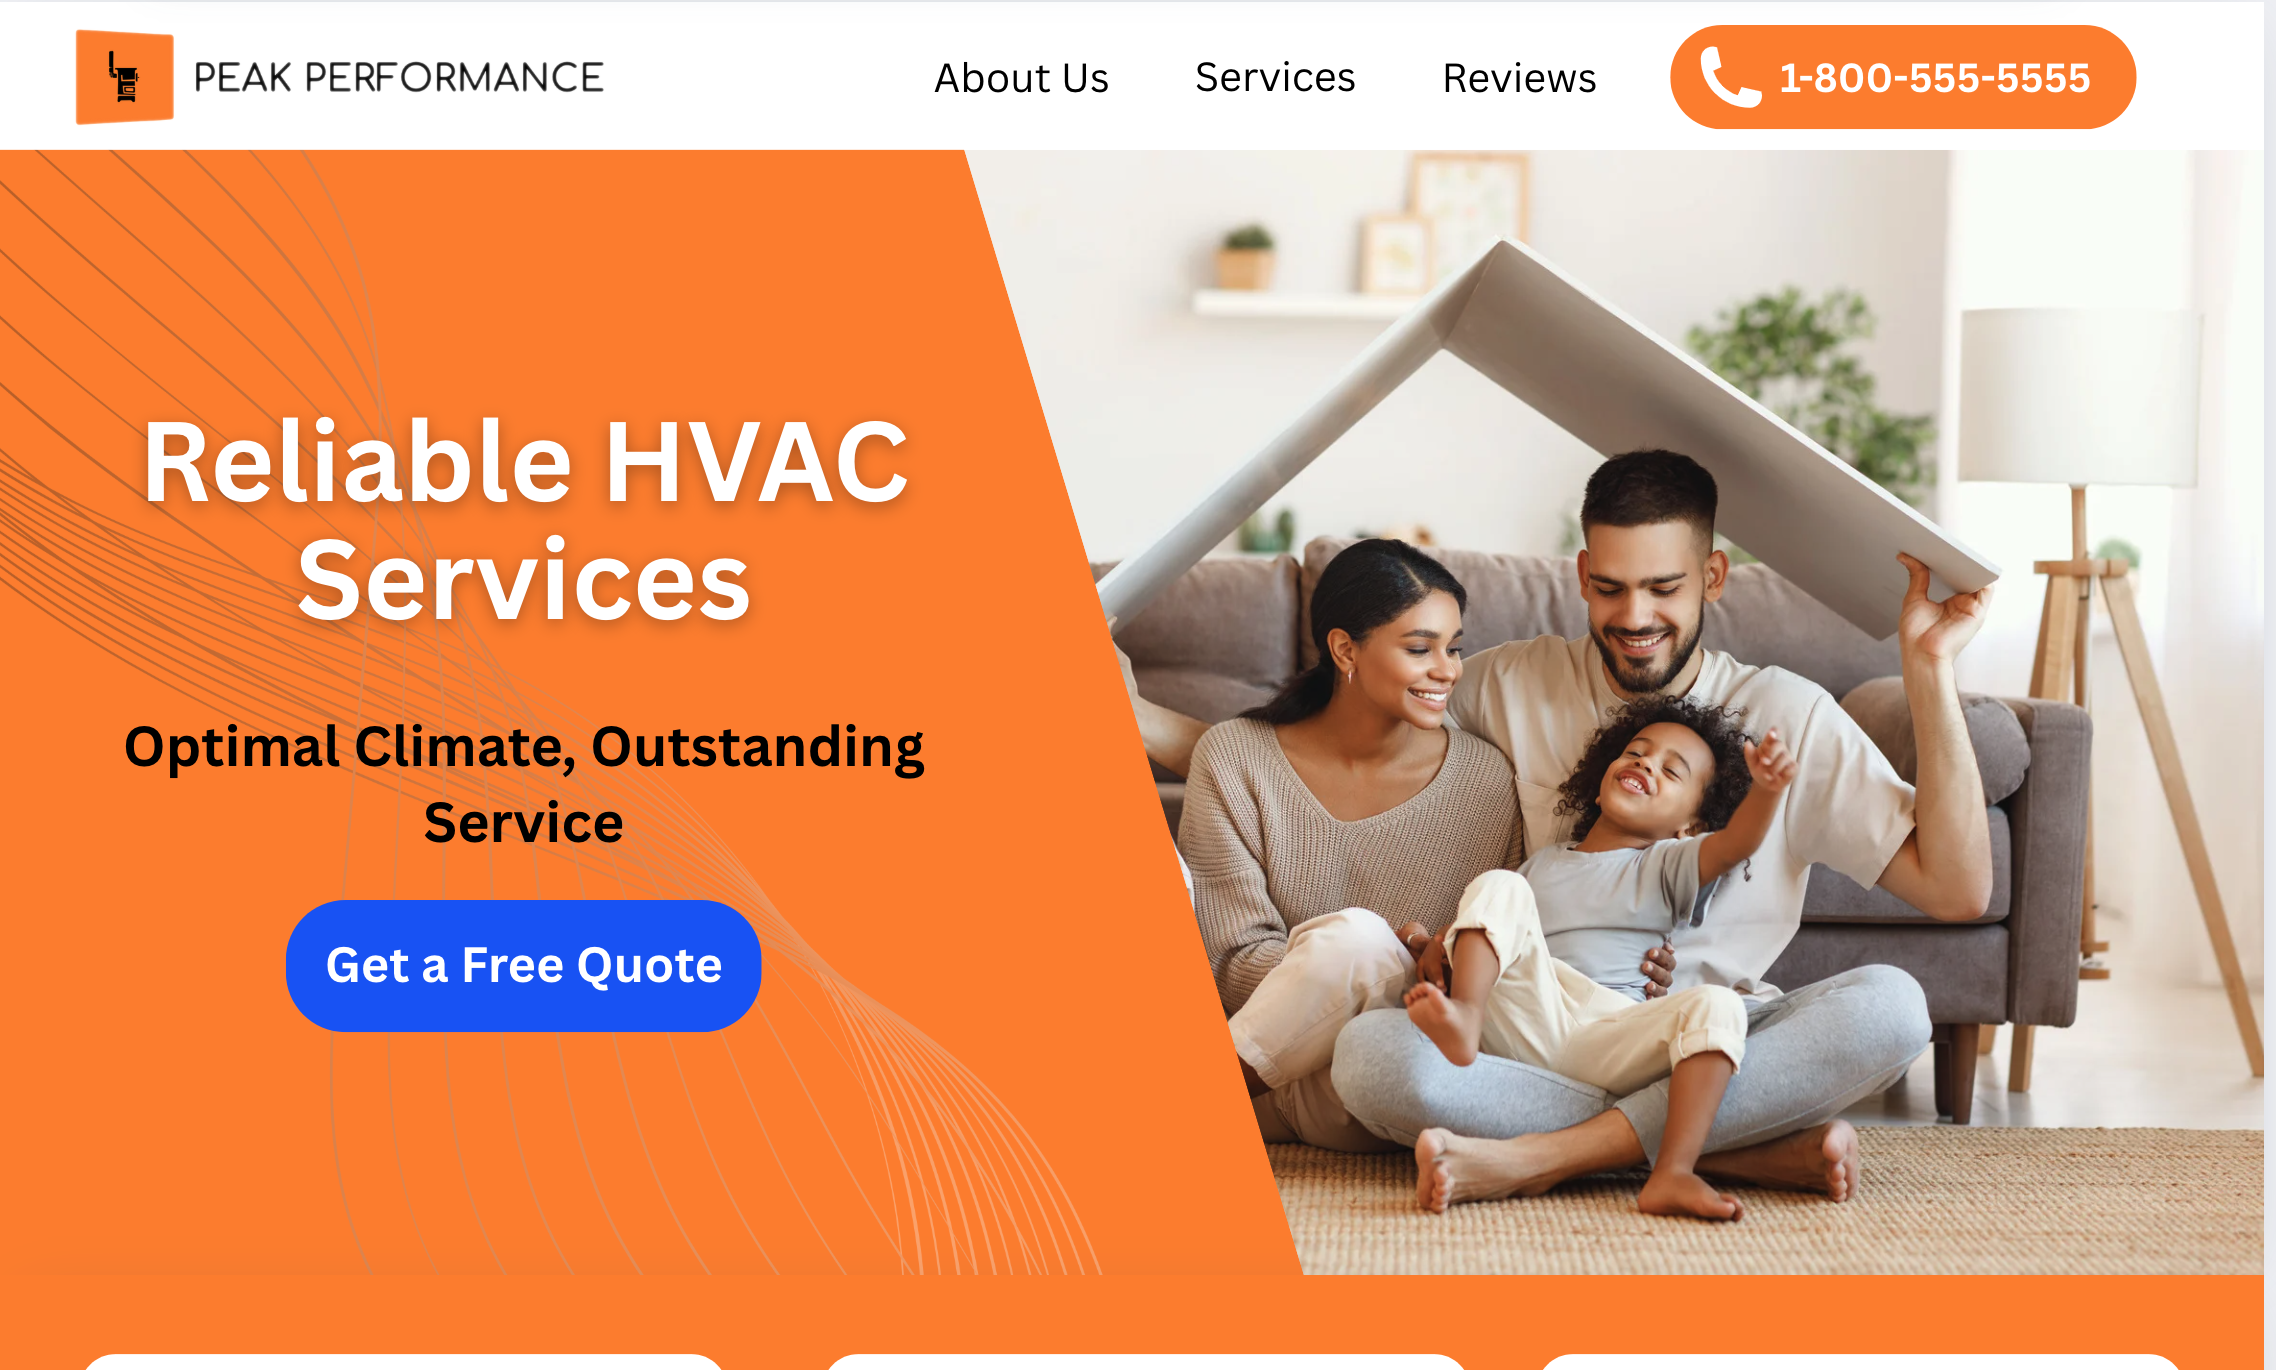 PEAK PERFORMANCE
About Us
Services
Reviews
1-800-555-5555
Reliable HVAC
Services
Optimal Climate, Outstanding
Service
Get a Free Quote